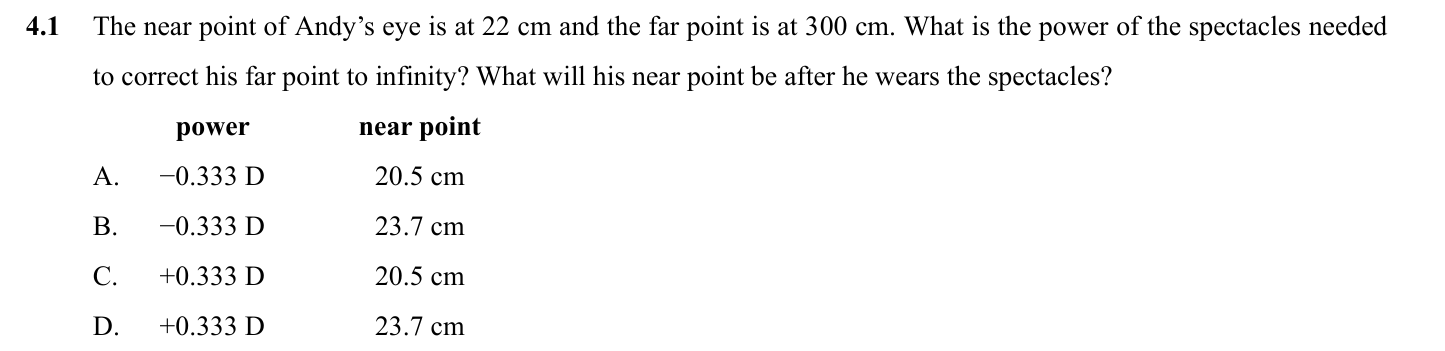 4.1 The near point of Andy’s eye is at 22 cm and the far point is at 300 cm. What is the power of the spectacles needed
to correct his far point to infinity? What will his near point be after he wears the spectacles?
power near point
A. −0.333 D 20.5 cm
B. −0.333 D 23.7 cm
C. +0.333 D 20.5 cm
D. +0.333 D 23.7 cm